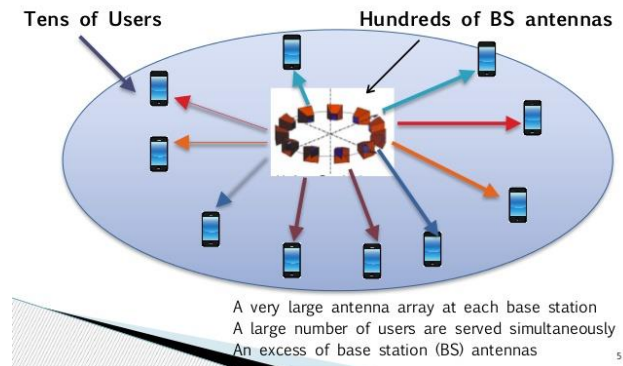 Tens of Users
Hundreds of BS antennas
A very large antenna array at each base station
A large number of users are served simultaneously
An excess of base station (BS) antennas
5